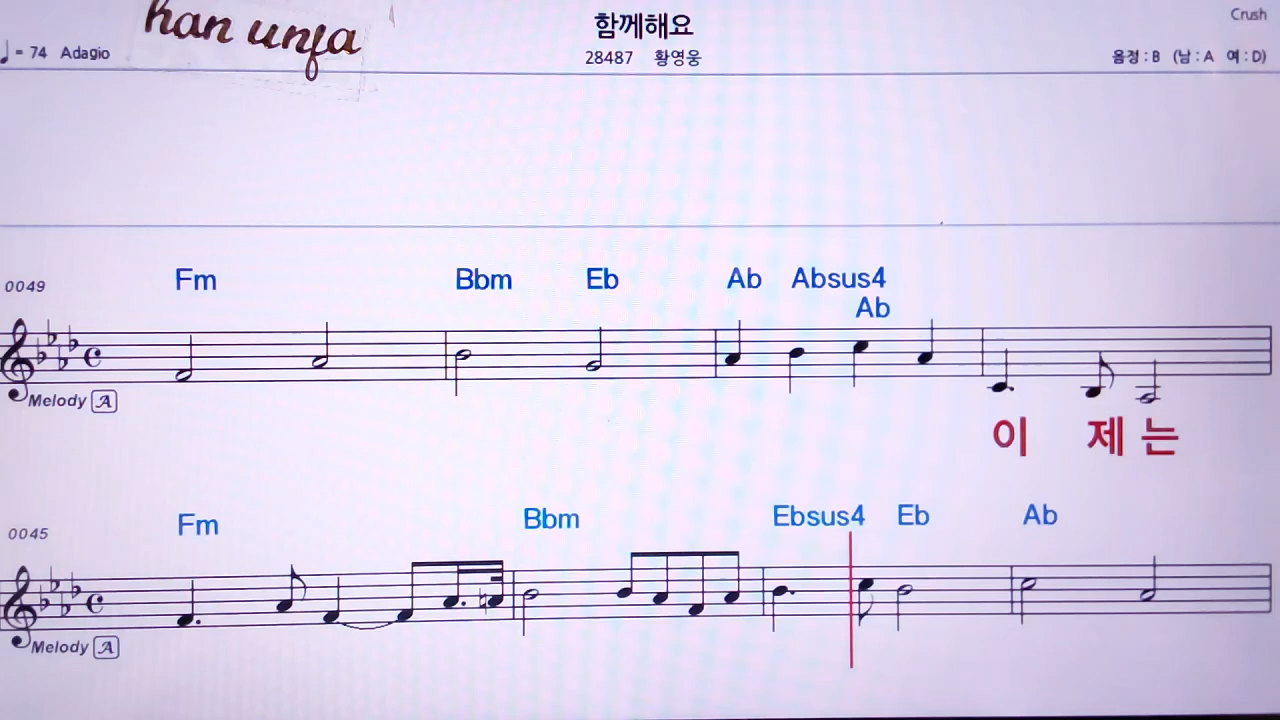 Crush
han unja
함께해요
♩= 74 Adagio
28487 황영웅
음정 : B (남 : A 여 : D)
0049
Fm Bbm Eb Ab Absus4
Ab
Melody A
이 제 는
0045
Fm Bbm Ebsus4 Eb Ab
Melody A